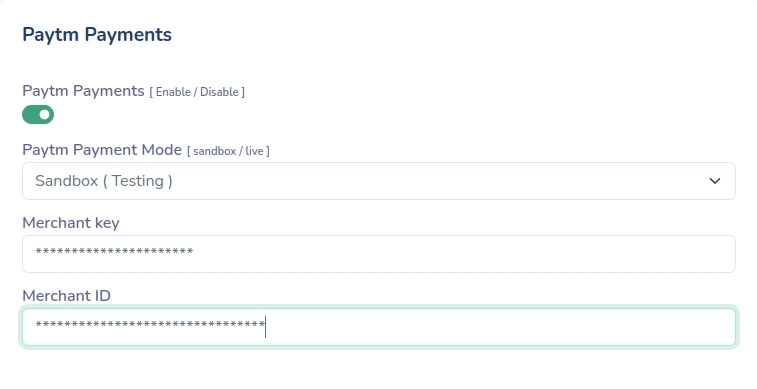 Paytm Payments
Paytm Payments [ Enable / Disable ]
Paytm Payment Mode [ sandbox / live ]
Sandbox ( Testing )
Merchant key
**********************
Merchant ID
********************************